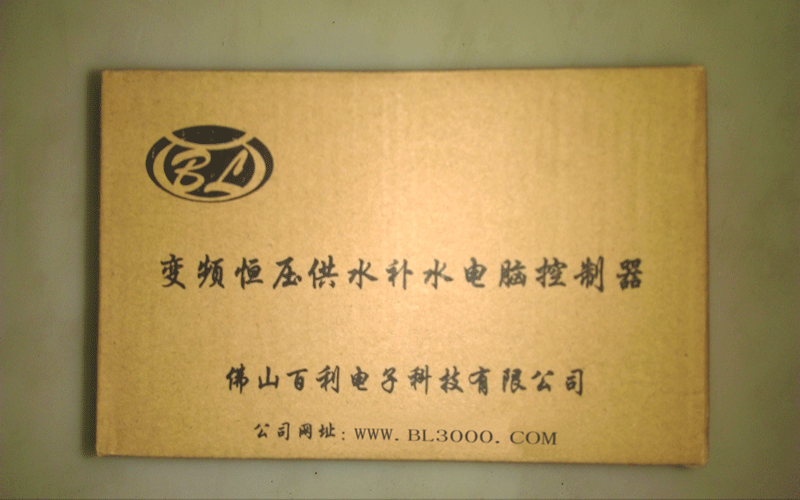 BL
变频恒压供水补水电脑控制器
佛山百利电子科技有限公司
公司网址: WWW. BL3000. COM